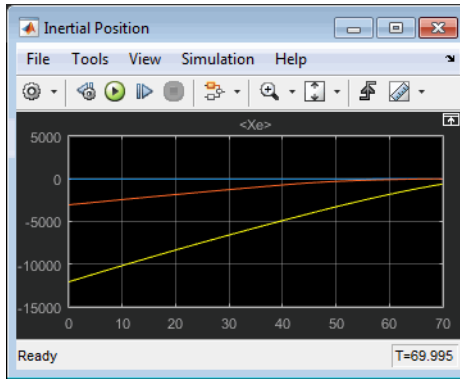 Inertial Position
File Tools View Simulation Help
<Xe>
5000
0
-5000
-10000
-15000
0 10 20 30 40 50 60 70
Ready T=69.995